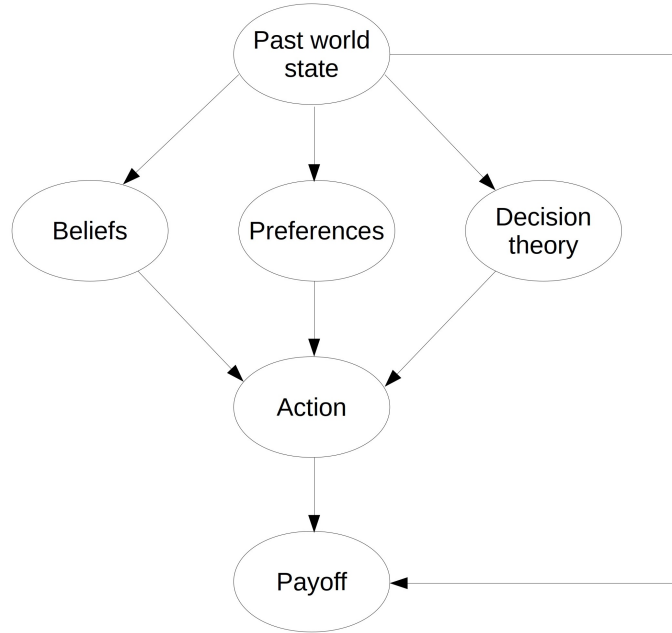 Past world
state
Beliefs
Preferences
Decision
theory
Action
Payoff